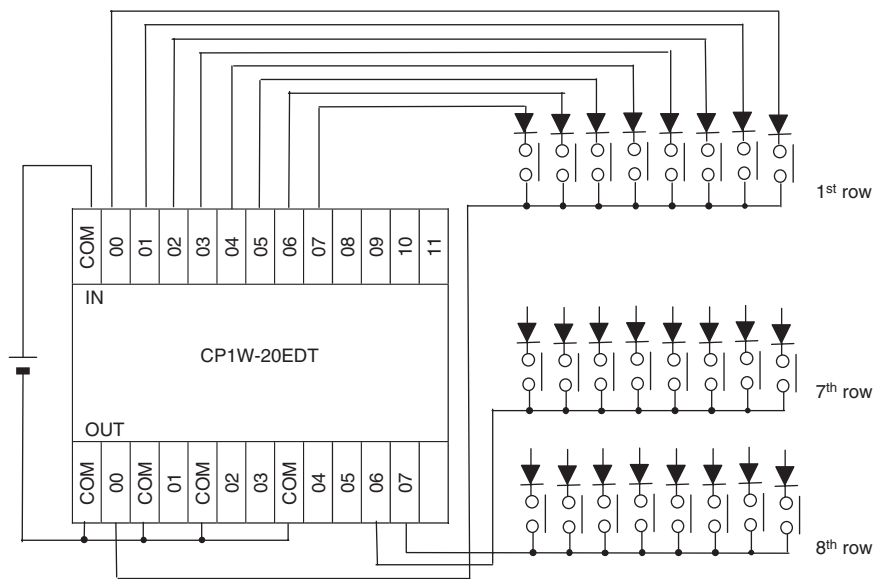 1st row
COM 00 01 02 03 04 05 06 07 08 09 10 11
IN
CP1W-20EDT
7th row
OUT
COM 00 COM 01 COM 02 03 COM 04 05 06 07
8th row